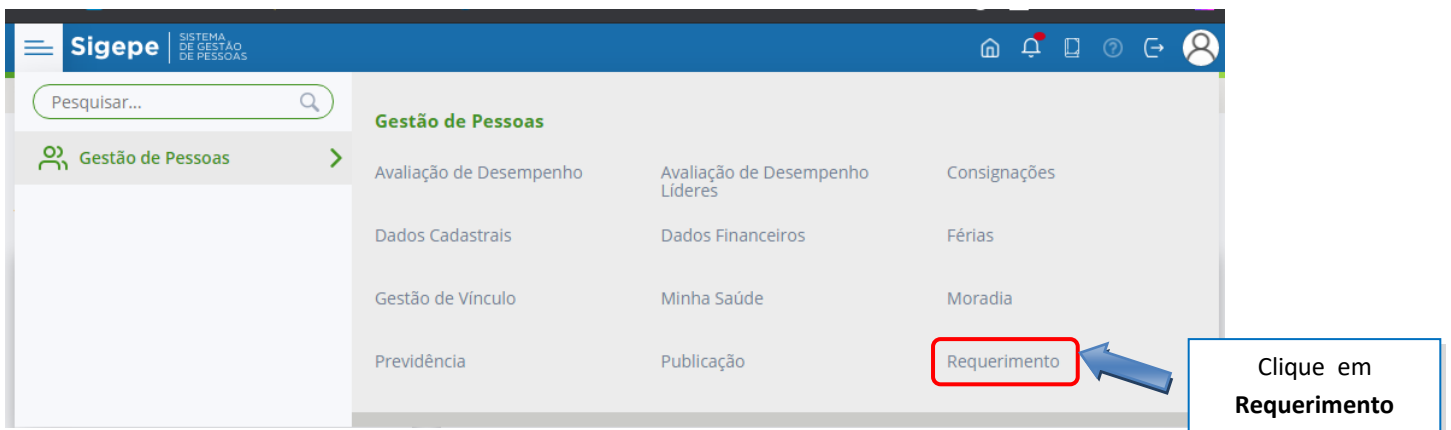 Sigepe
SISTEMA
DE GESTÃO
DE PESSOAS
Pesquisar...
Gestão de Pessoas
Gestão de Pessoas
Avaliação de Desempenho
Avaliação de Desempenho
Líderes
Consignações
Dados Cadastrais
Dados Financeiros
Férias
Gestão de Vínculo
Minha Saúde
Moradia
Previdência
Publicação
Requerimento
Clique em
Requerimento